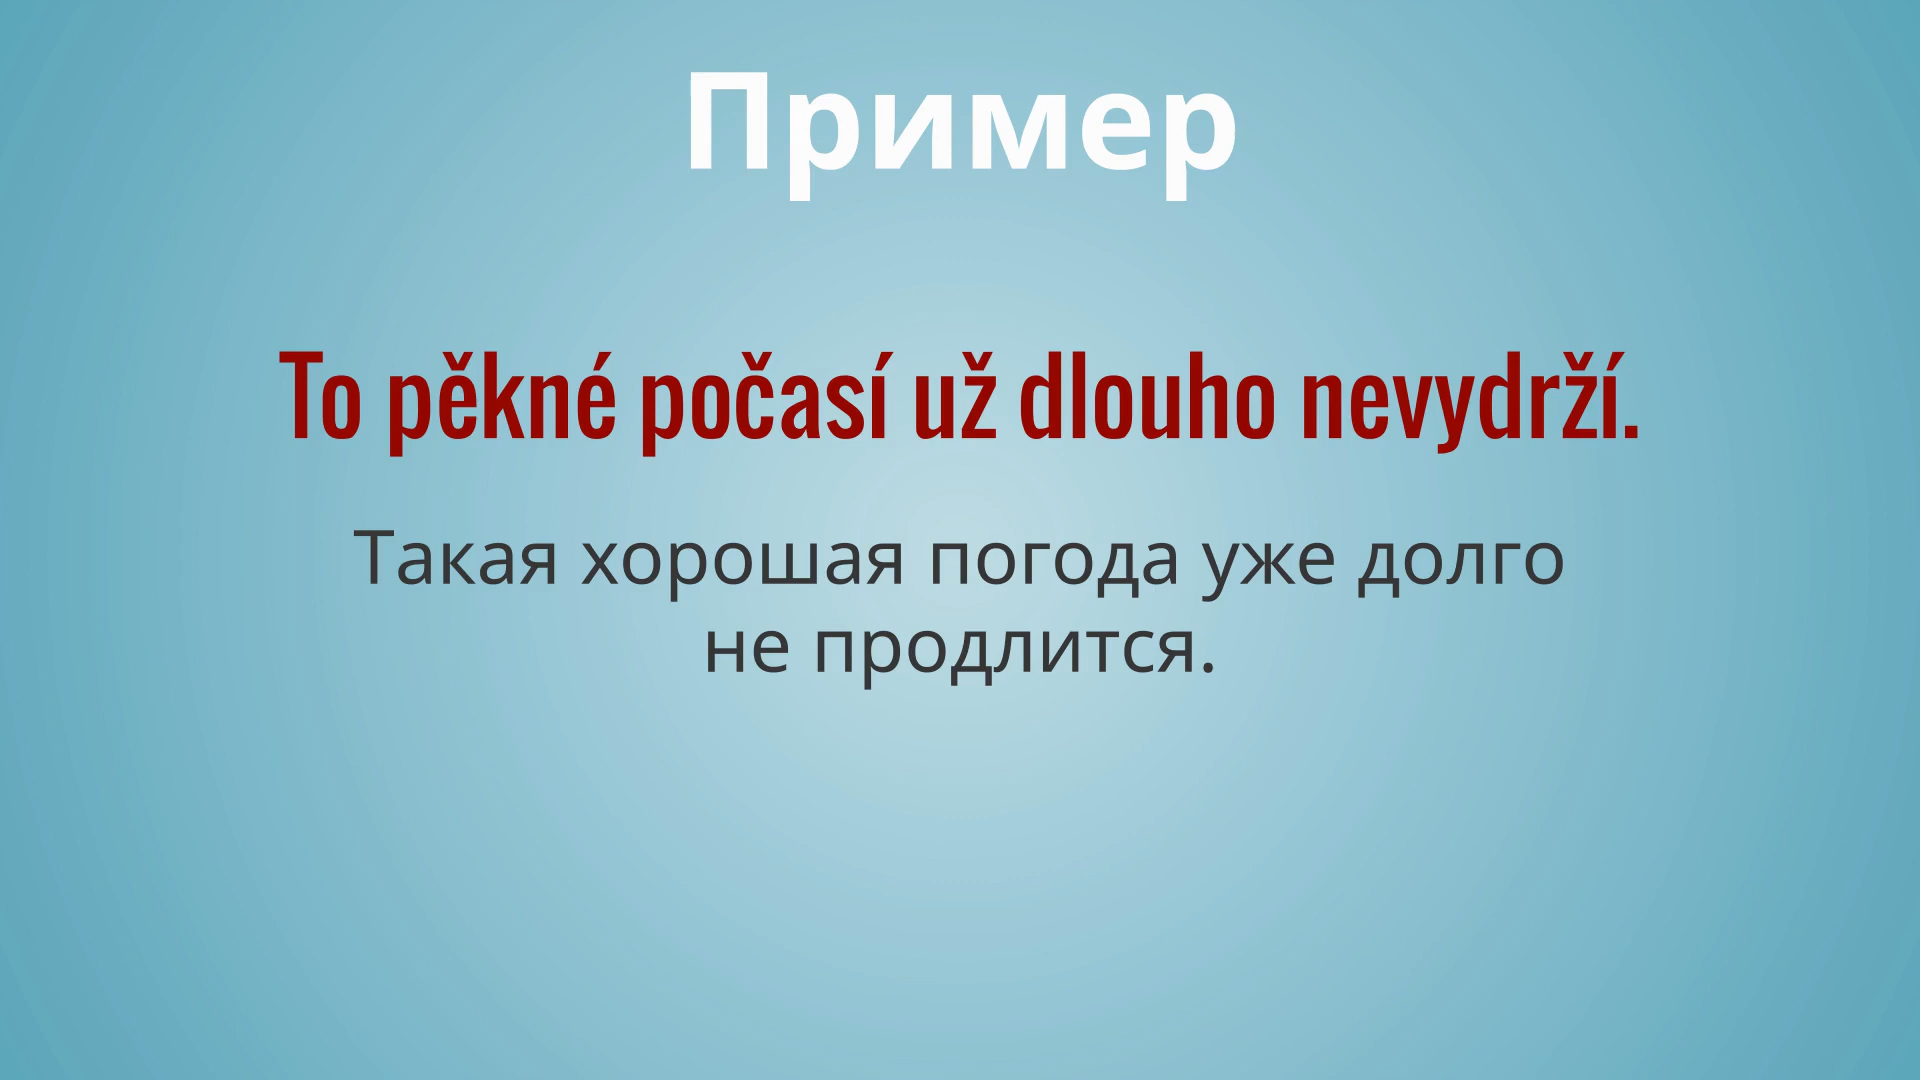 Пример
To pěkné počasí už dlouho nevydrží.
Такая хорошая погода уже долго
не продлится.